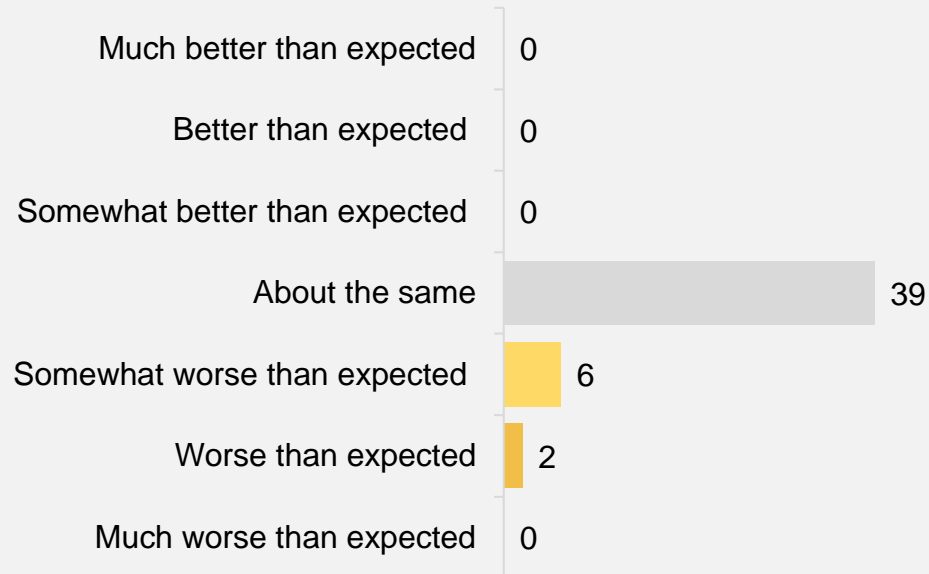 Much better than expected 0
Better than expected 0
Somewhat better than expected 0
About the same 39
Somewhat worse than expected 6
Worse than expected 2
Much worse than expected 0